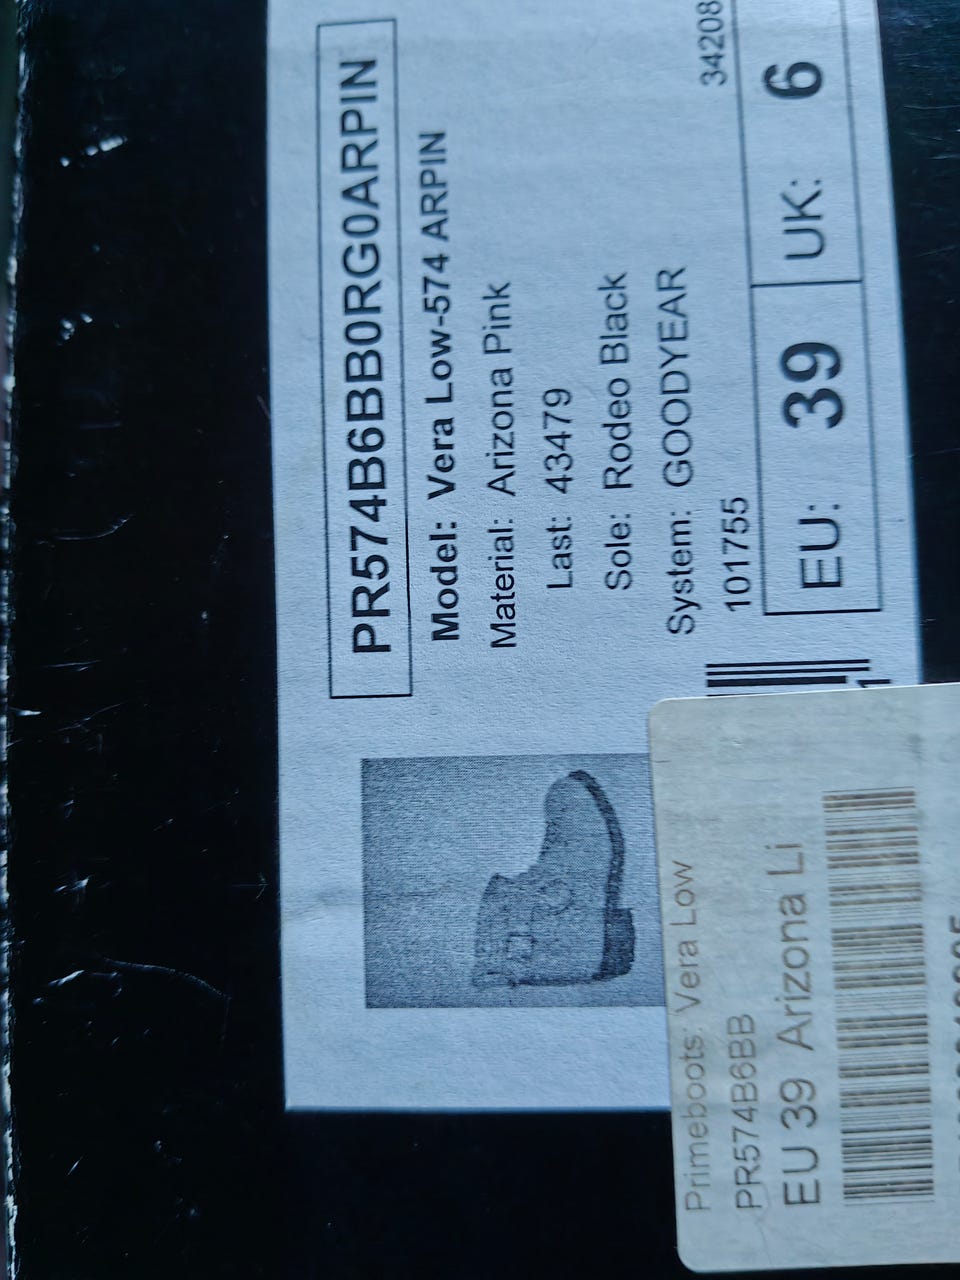 PR574B6BB0RG0ARPIN
Model: Vera Low-574 ARPIN
Material: Arizona Pink
Last: 43479
Sole: Rodeo Black
System: GOODYEAR
101755
34208
EU: 39 UK: 6
Primeboots: Vera Low
PR574B6BB
EU 39 Arizona Li